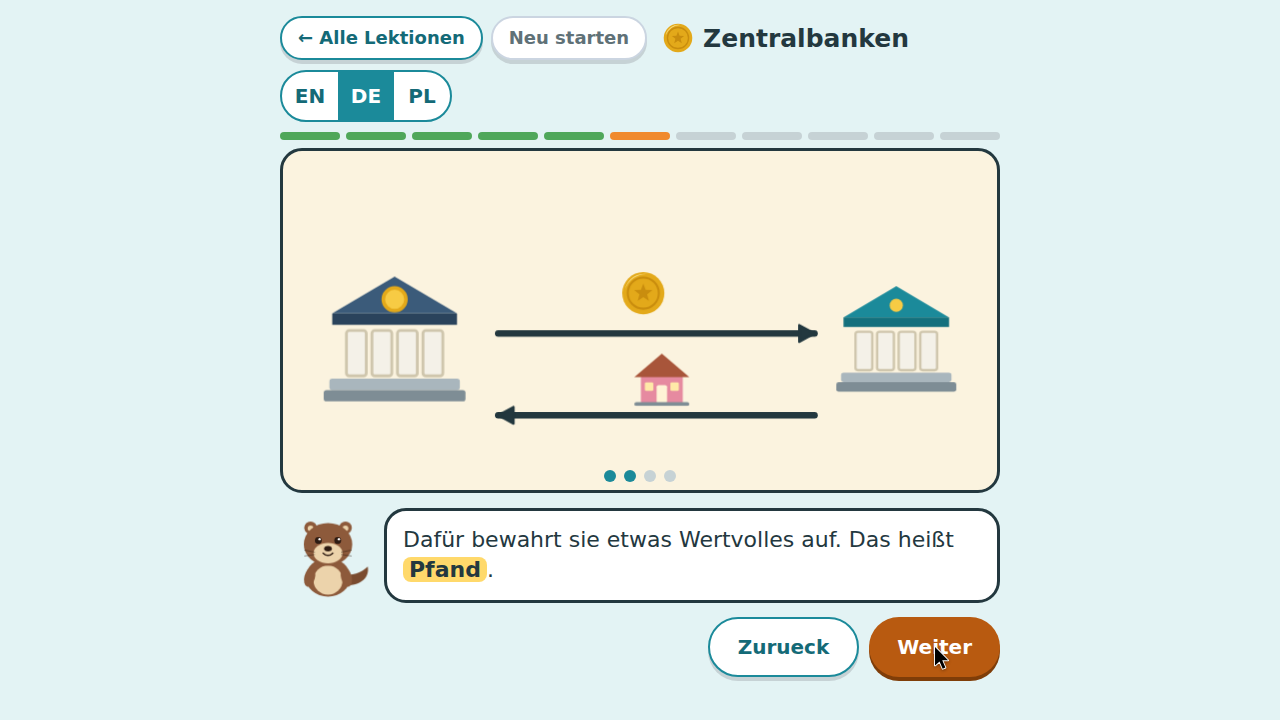 ← Alle Lektionen
Neu starten
Zentralbanken
EN DE PL
Dafür bewahrt sie etwas Wertvolles auf. Das heißt
Pfand.
Zurueck
Weiter